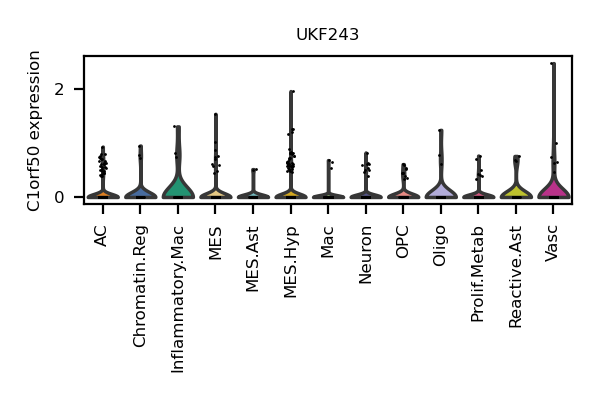 UKF243
C1orf50 expression
2
0
AC
Chromatin.Reg
Inflammatory.Mac
MES
MES.Ast
MES.Hyp
Mac
Neuron
OPC
Oligo
Prolif.Metab
Reactive.Ast
Vasc